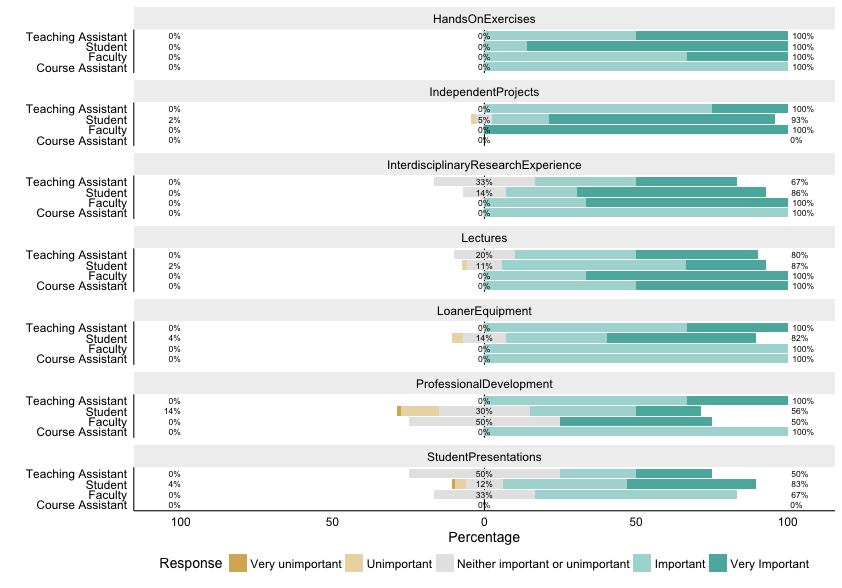 HandsOnExercises
Teaching Assistant 0% 0% 100%
Student 0% 0% 100%
Faculty 0% 0% 100%
Course Assistant 0% 0% 100%
IndependentProjects
Teaching Assistant 0% 0% 100%
Student 2% 5% 93%
Faculty 0% 0% 100%
Course Assistant 0% 0% 0%
InterdisciplinaryResearchExperience
Teaching Assistant 0% 33% 67%
Student 0% 14% 86%
Faculty 0% 0% 100%
Course Assistant 0% 0% 100%
Lectures
Teaching Assistant 0% 20% 80%
Student 2% 11% 87%
Faculty 0% 0% 100%
Course Assistant 0% 0% 100%
LoanerEquipment
Teaching Assistant 0% 0% 100%
Student 4% 14% 82%
Faculty 0% 0% 100%
Course Assistant 0% 0% 100%
ProfessionalDevelopment
Teaching Assistant 0% 0% 100%
Student 14% 30% 56%
Faculty 0% 50% 50%
Course Assistant 0% 0% 100%
StudentPresentations
Teaching Assistant 0% 50% 50%
Student 4% 12% 83%
Faculty 0% 33% 67%
Course Assistant 0% 0% 0%
100 50 0 50 100
Percentage
Response Very unimportant Unimportant Neither important or unimportant Important Very Important